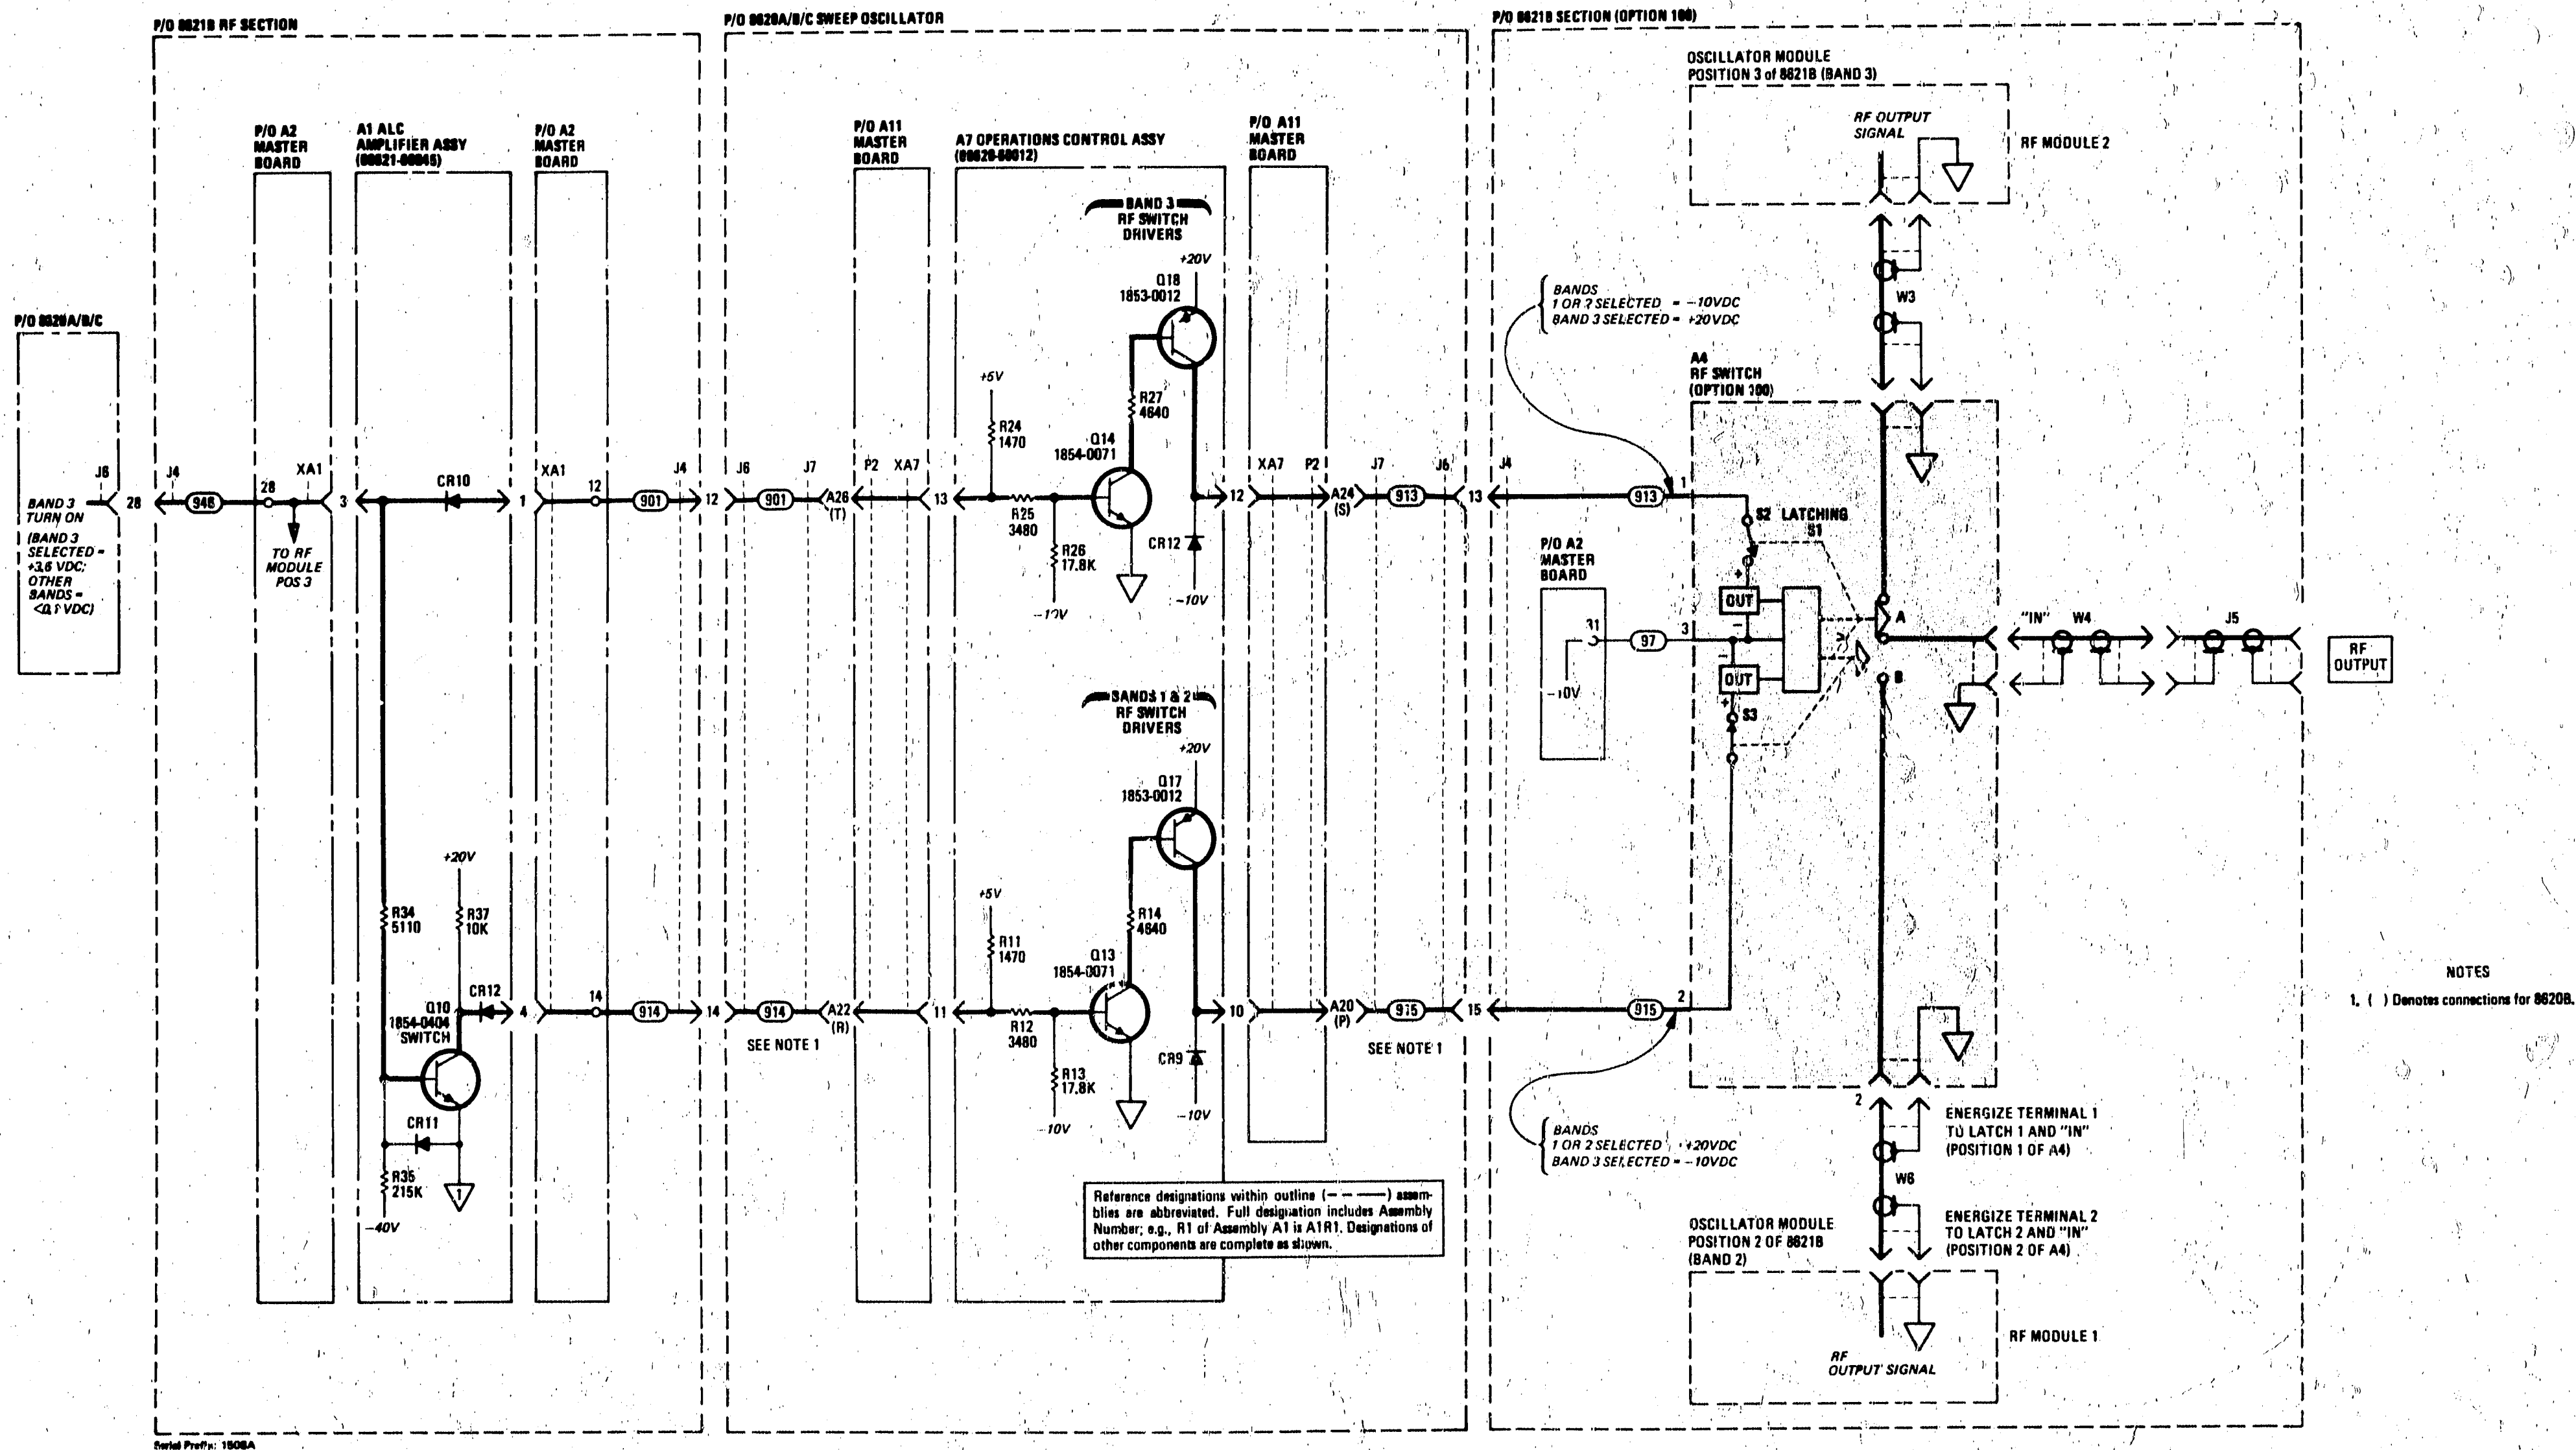 P/O 8621B RF SECTION
P/O 8620A/B/C SWEEP OSCILLATOR
P/O 8621B SECTION (OPTION 100)
P/O 8620A/B/C
J6
BAND 3
TURN ON
(BAND 3
SELECTED =
+3.6 VDC;
OTHER
BANDS =
VDC)
28
J4
946
P/O A2
MASTER
BOARD
28
XA1
TO RF
MODULE
POS 3
3
A1 ALC
AMPLIFIER ASSY
CR10
R34
5110
+20V
R37
10K
CR12
Q10
1854-0404
SWITCH
CR11
R35
215K
-40V
1
1
4
P/O A2
MASTER
BOARD
XA1
12
901
J4
14
914
12
14
J6
901
J7
A26
(T)
914
A22
(R)
SEE NOTE 1
P/O A11
MASTER
BOARD
P2
XA7
13
11
A7 OPERATIONS CONTROL ASSY
BAND 3
RF SWITCH
DRIVERS
+20V
Q18
1853-0012
+5V
R27
4640
R24
1470
Q14
1854-0071
R25
3480
R26
17.8K
-10V
CR12
-10V
BANDS 1 & 2
RF SWITCH
DRIVERS
+20V
Q17
1853-0012
+5V
R14
4640
R11
1470
Q13
1854-0071
R12
3480
R13
17.8K
-10V
CR9
-10V
12
10
P/O A11
MASTER
BOARD
XA7
P2
A24
(S)
J7
913
J6
13
A20
(P)
915
15
SEE NOTE 1
Reference designations within outline (– – ——) assem-
blies are abbreviated. Full designation includes Assembly
Number; e.g., R1 of Assembly A1 is A1R1. Designations of
other components are complete as shown.
OSCILLATOR MODULE
POSITION 3 of 8621B (BAND 3)
RF OUTPUT
SIGNAL
RF MODULE 2
W3
BANDS
1 OR 2 SELECTED = -10VDC
BAND 3 SELECTED = +20VDC
A4
RF SWITCH
(OPTION 100)
J4
913
1
S2 LATCHING
S1
P/O A2
MASTER
BOARD
31
-10V
97
3
+
OUT
-
-
OUT
+
S3
A
B
"IN"
W4
J5
RF
OUTPUT
915
2
BANDS
1 OR 2 SELECTED +20VDC
BAND 3 SELECTED = -10VDC
2
ENERGIZE TERMINAL 1
TO LATCH 1 AND "IN"
(POSITION 1 OF A4)
W6
ENERGIZE TERMINAL 2
TO LATCH 2 AND "IN"
(POSITION 2 OF A4)
OSCILLATOR MODULE
POSITION 2 OF 8621B
(BAND 2)
RF
OUTPUT SIGNAL
RF MODULE 1
NOTES
1. ( ) Denotes connections for 8620B.
Serial Prefix: 1508A